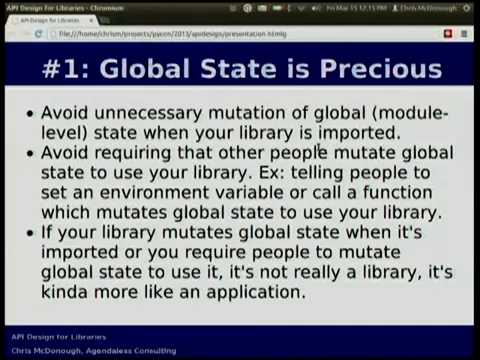 API Design for Libraries - Chromium
Fri Mar 15 12:15 PM
Chris McDonough
API Design for Libraries
file:///home/chrism/projects/pycon/2013/apidesign/presentation.html
#1: Global State is Precious
• Avoid unnecessary mutation of global (module-
level) state when your library is imported.
• Avoid requiring that other people mutate global
state to use your library. Ex: telling people to
set an environment variable or call a function
which mutates global state to use your library.
• If your library mutates global state when it's
imported or you require people to mutate
global state to use it, it's not really a library, it's
kinda more like an application.
API Design for Libraries
Chris McDonough, Agendaless Consulting